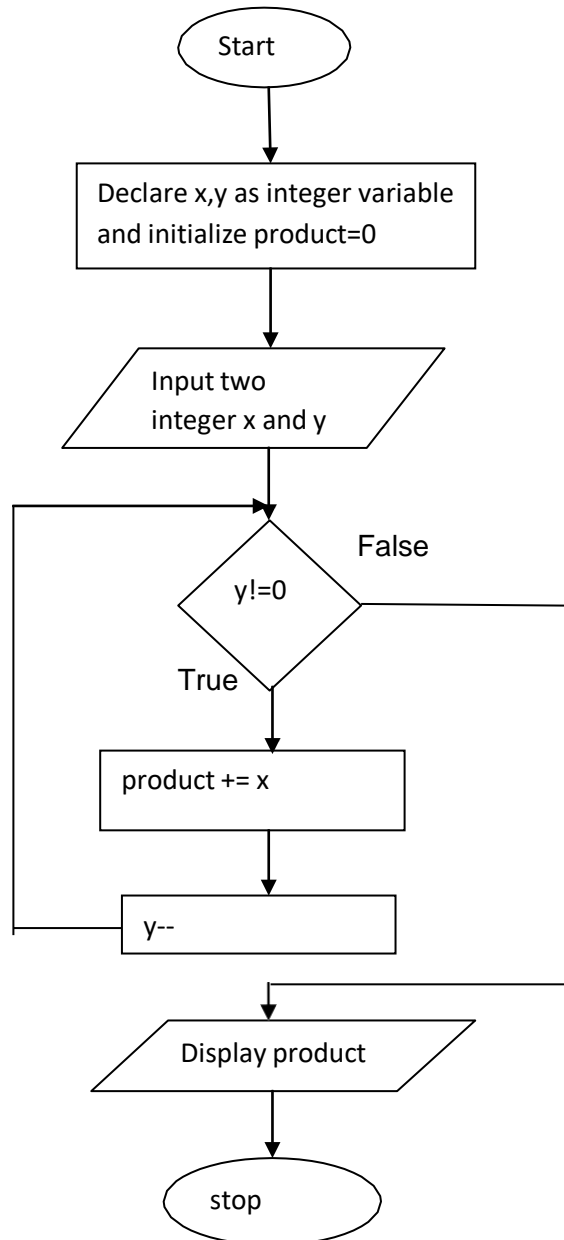 Start
Declare x,y as integer variable
and initialize product=0
Input two
integer x and y
False
y!=0
True
product += x
y--
Display product
stop